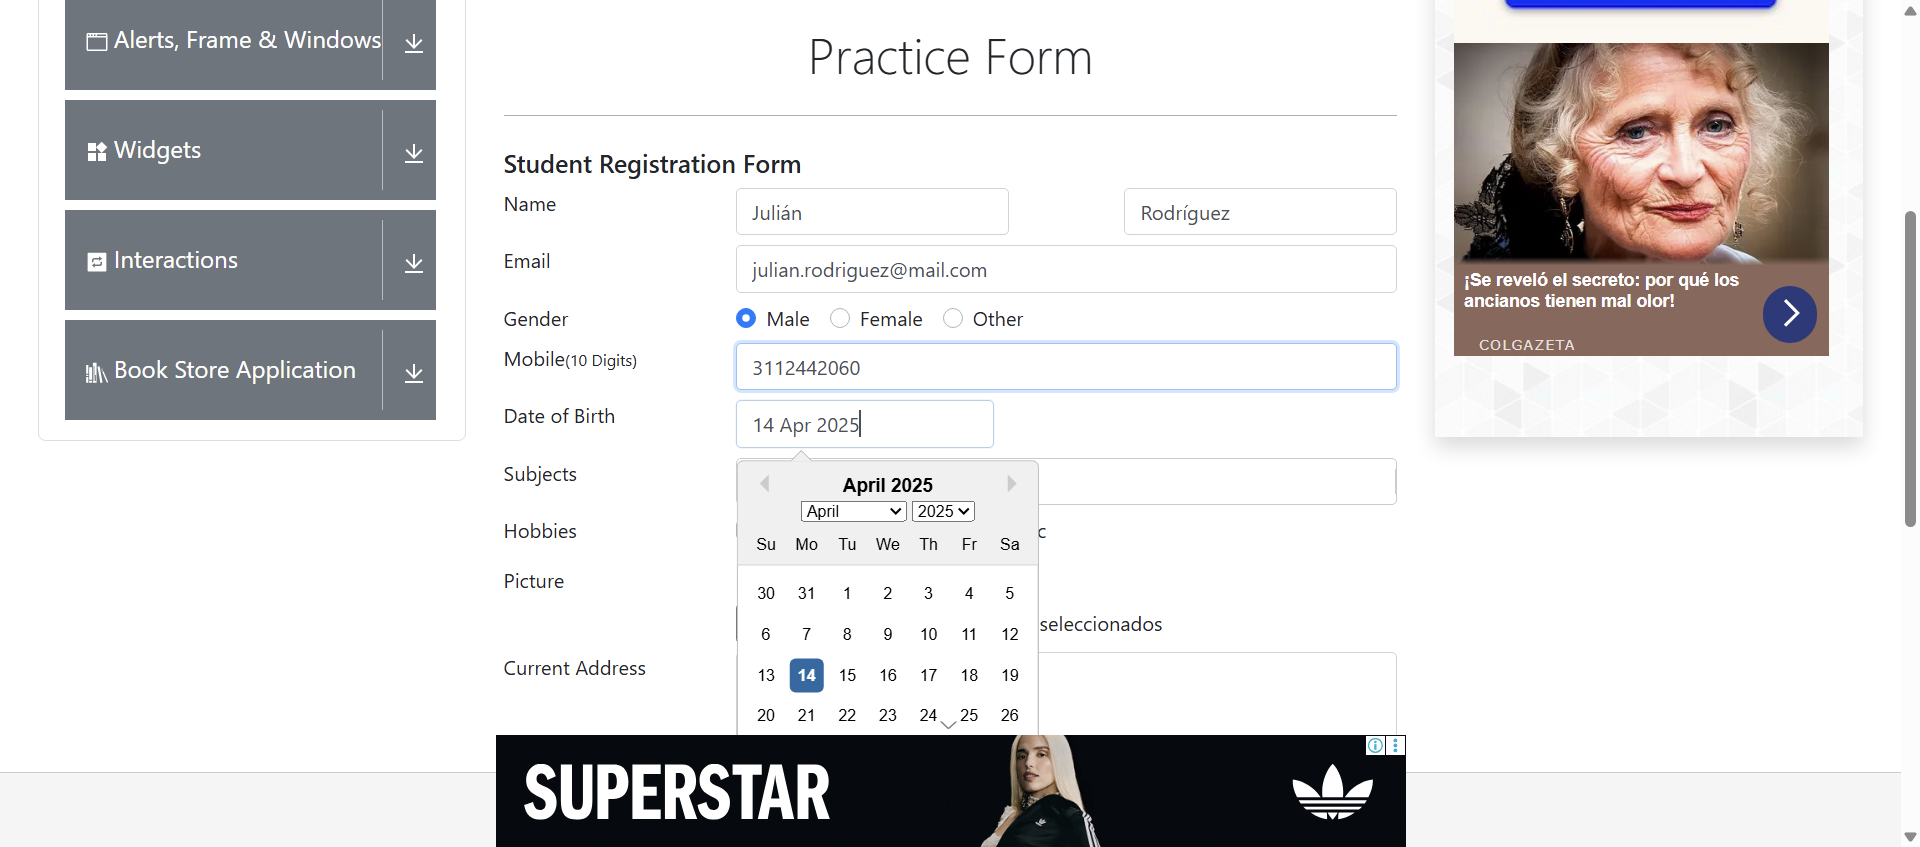 Alerts, Frame & Windows
Widgets
Interactions
Book Store Application
Practice Form
Student Registration Form
Name
Julián
Rodríguez
Email
julian.rodriguez@mail.com
Gender
Male
Female
Other
Mobile(10 Digits)
3112442060
Date of Birth
14 Apr 2025
April 2025
April
2025
Su Mo Tu We Th Fr Sa
30 31 1 2 3 4 5
6 7 8 9 10 11 12
13 14 15 16 17 18 19
20 21 22 23 24 25 26
Subjects
Hobbies
c
Picture
seleccionados
Current Address
¡Se reveló el secreto: por qué los
ancianos tienen mal olor!
COLGAZETA
SUPERSTAR